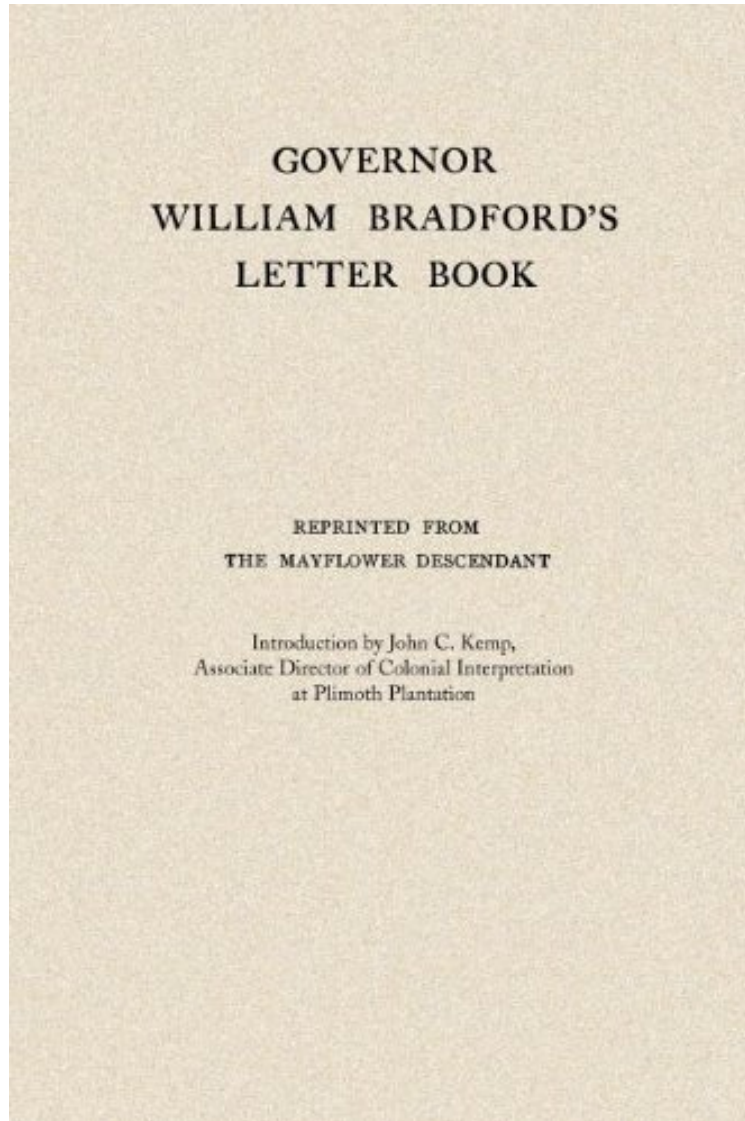 GOVERNOR
WILLIAM BRADFORD'S
LETTER BOOK
REPRINTED FROM
THE MAYFLOWER DESCENDANT
Introduction by John C. Kemp,
Associate Director of Colonial Interpretation
at Plimoth Plantation